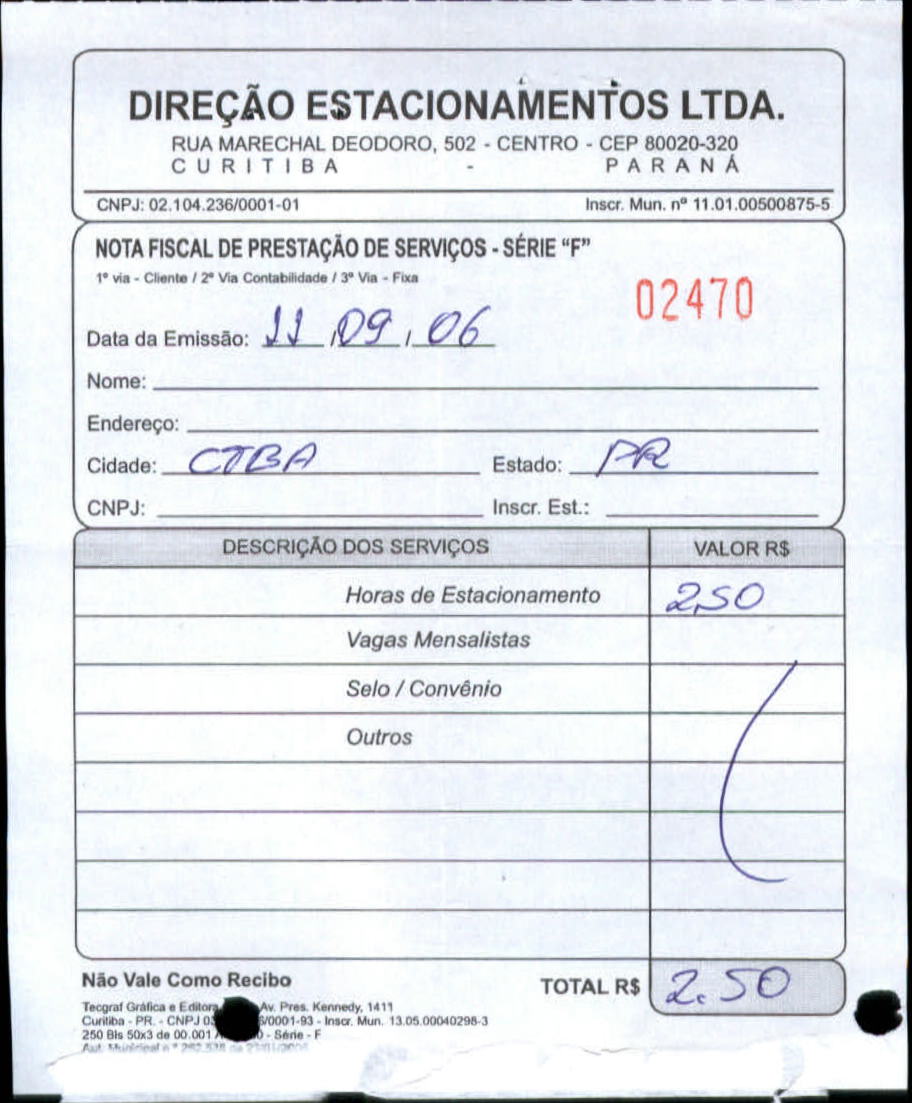 DIREÇÃO ESTACIONAMENTOS LTDA.
RUA MARECHAL DEODORO, 502 - CENTRO - CEP 80020-320
CURITIBA - PARANÁ
CNPJ: 02.104.236/0001-01 Inscr. Mun. nº 11.01.00500875-5
NOTA FISCAL DE PRESTAÇÃO DE SERVIÇOS - SÉRIE "F"
1ª via - Cliente / 2ª Via Contabilidade / 3ª Via - Fixa
02470
Data da Emissão: 11 / 09 / 06
Nome:
Endereço:
Cidade: CTBA Estado: PR
CNPJ: Inscr. Est.:
DESCRIÇÃO DOS SERVIÇOS VALOR R$
Horas de Estacionamento 2,50
Vagas Mensalistas
Selo / Convênio
Outros
Não Vale Como Recibo TOTAL R$ 2.50
Tecgraf Gráfica e Editora Av. Pres. Kennedy, 1411
Curitiba - PR. - CNPJ 0001-93 - Inscr. Mun. 13.05.00040298-3
250 Bls 50x3 de 00.001 - Série - F
Aut. Municipal